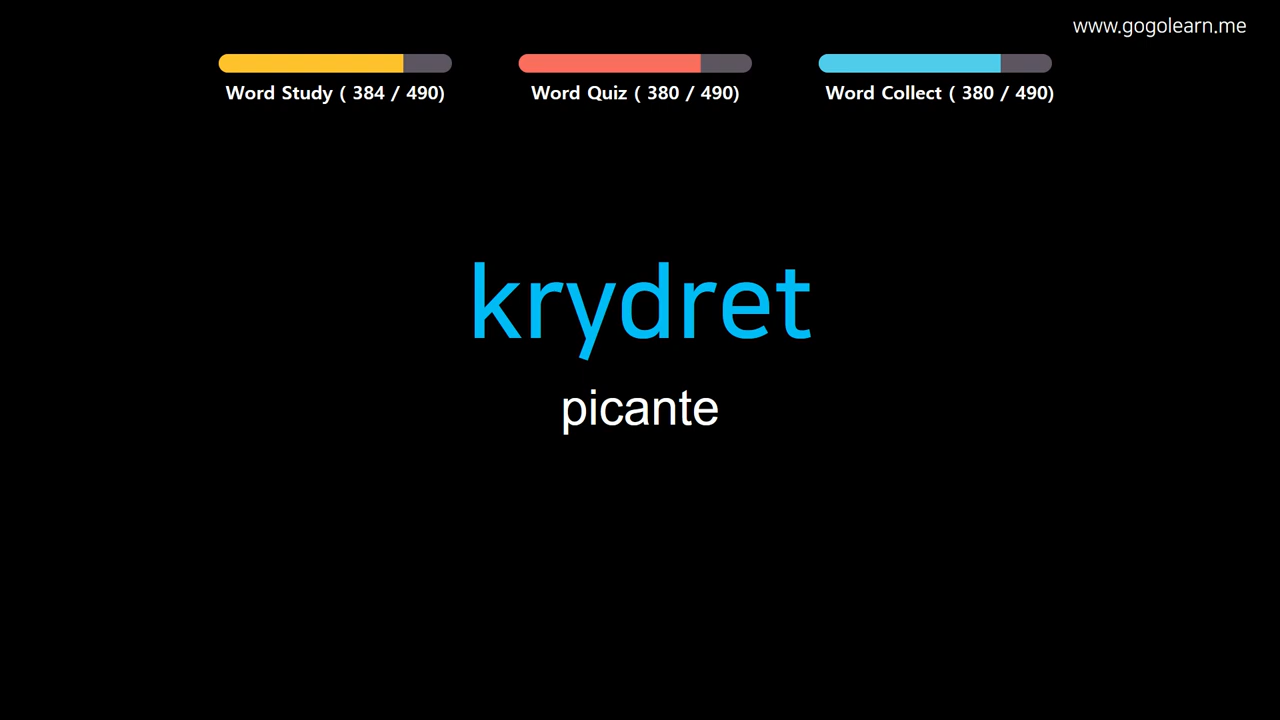 www.gogolearn.me
Word Study ( 384 / 490)
Word Quiz ( 380 / 490)
Word Collect ( 380 / 490)
krydret
picante